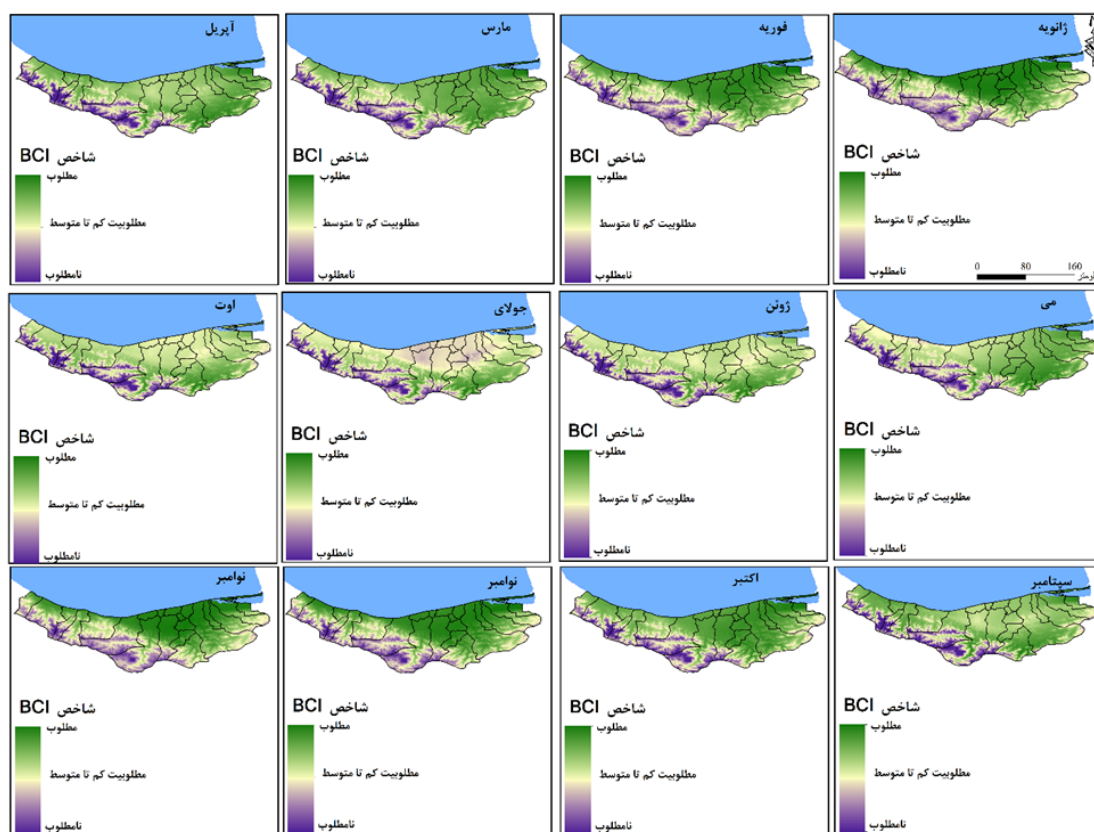 ژانویه
شاخص BCI
مطلوب
مطلوبیت کم تا متوسط
نامطلوب
0 80 160
فوریه
شاخص BCI
مطلوب
مطلوبیت کم تا متوسط
نامطلوب
مارس
شاخص BCI
مطلوب
مطلوبیت کم تا متوسط
نامطلوب
آپریل
شاخص BCI
مطلوب
مطلوبیت کم تا متوسط
نامطلوب
می
شاخص BCI
مطلوب
مطلوبیت کم تا متوسط
نامطلوب
ژوئن
شاخص BCI
مطلوب
مطلوبیت کم تا متوسط
نامطلوب
جولای
شاخص BCI
مطلوب
مطلوبیت کم تا متوسط
نامطلوب
اوت
شاخص BCI
مطلوب
مطلوبیت کم تا متوسط
نامطلوب
سپتامبر
شاخص BCI
مطلوب
مطلوبیت کم تا متوسط
نامطلوب
اکتبر
شاخص BCI
مطلوب
مطلوبیت کم تا متوسط
نامطلوب
نوامبر
شاخص BCI
مطلوب
مطلوبیت کم تا متوسط
نامطلوب
نوامبر
شاخص BCI
مطلوب
مطلوبیت کم تا متوسط
نامطلوب